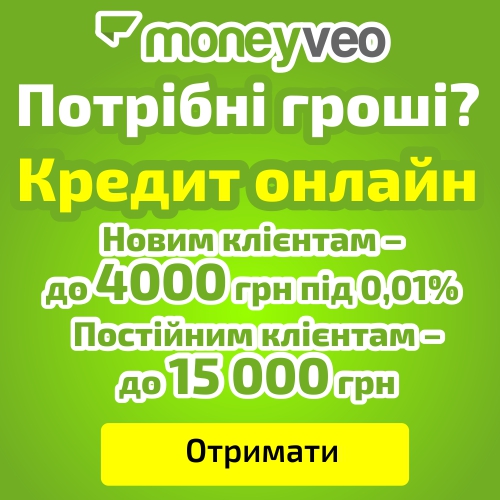 moneyveo
Потрібні гроші?
Кредит онлайн
Новим клієнтам –
до 4000 грн під 0,01%
Постійним клієнтам –
до 15 000 грн
Отримати